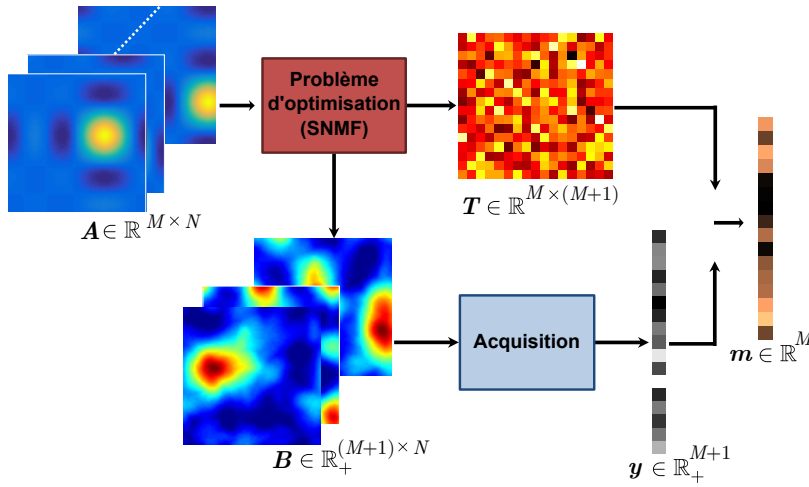 Problème
d'optimisation
(SNMF)
A ∈ ℝ^{M × N}
T ∈ ℝ^{M × (M+1)}
Acquisition
B ∈ ℝ_+^{(M+1) × N}
y ∈ ℝ_+^{M+1}
m ∈ ℝ^M